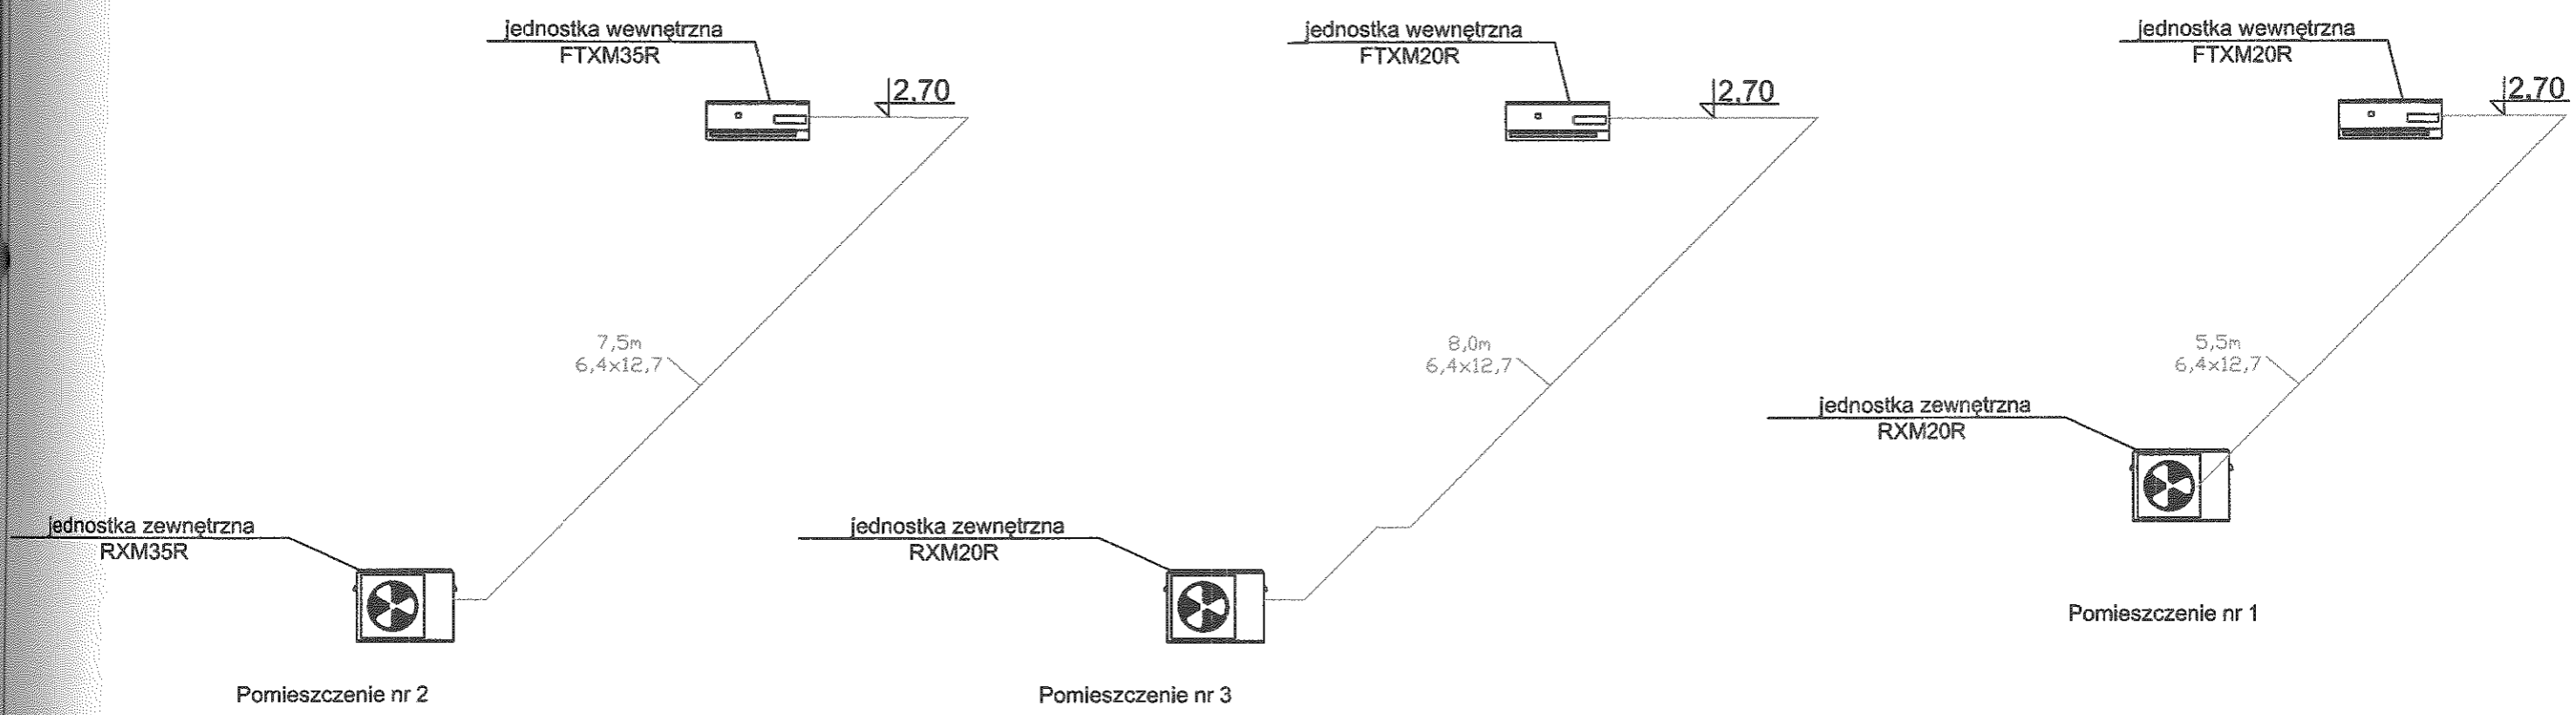 jednostka wewnętrzna
FTXM35R
2,70
7,5m
6,4x12,7
jednostka zewnętrzna
RXM35R
Pomieszczenie nr 2
jednostka wewnętrzna
FTXM20R
2,70
8,0m
6,4x12,7
jednostka zewnętrzna
RXM20R
Pomieszczenie nr 3
jednostka wewnętrzna
FTXM20R
2,70
5,5m
6,4x12,7
jednostka zewnętrzna
RXM20R
Pomieszczenie nr 1